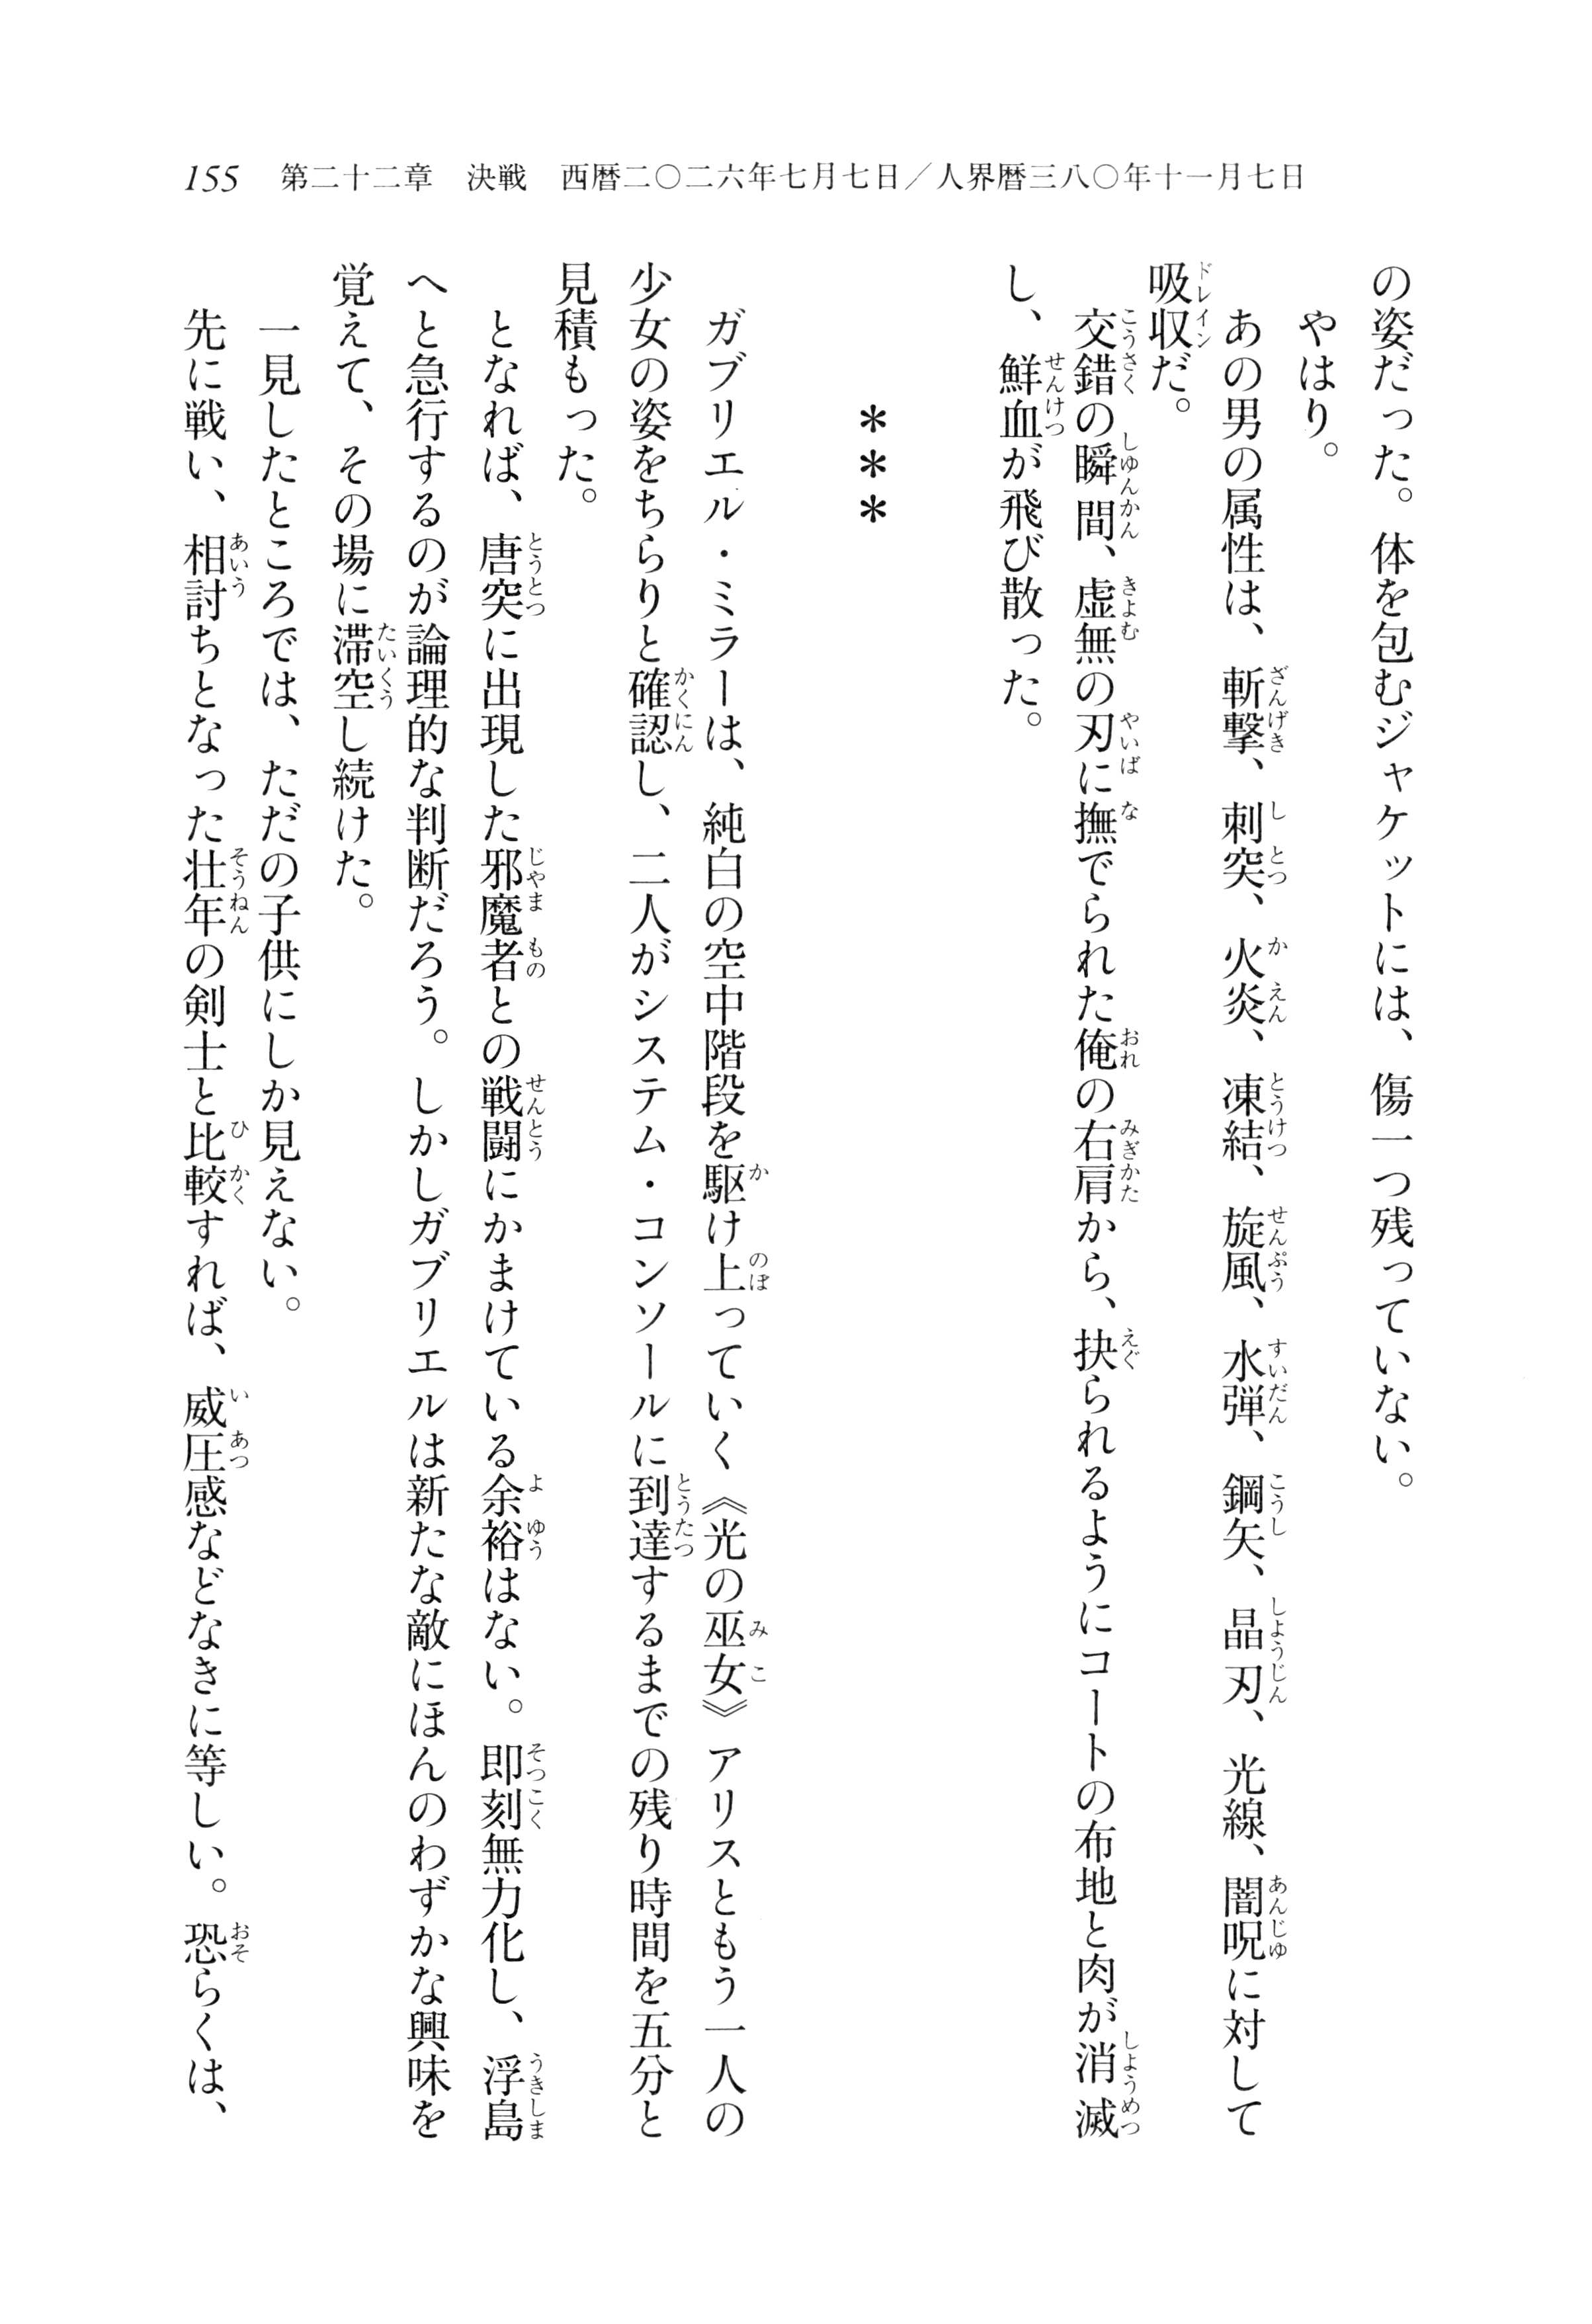 155　第二十二章　決戦　西暦二〇二六年七月七日／人界暦三八〇年十一月七日
の姿だった。体を包むジャケットには、傷一つ残っていない。
　やはり。
　あの男の属性は、斬撃、刺突、火炎、凍結、旋風、水弾、鋼矢、晶刃、光線、闇呪に対して
吸収だ。
　交錯の瞬間、虚無の刃に撫でられた俺の右肩から、抉られるようにコートの布地と肉が消滅
し、鮮血が飛び散った。
＊＊＊
　ガブリエル・ミラーは、純白の空中階段を駆け上っていく《光の巫女》アリスともう一人の
少女の姿をちらりと確認し、二人がシステム・コンソールに到達するまでの残り時間を五分と
見積もった。
　となれば、唐突に出現した邪魔者との戦闘にかまけている余裕はない。即刻無力化し、浮島
へと急行するのが論理的な判断だろう。しかしガブリエルは新たな敵にほんのわずかな興味を
覚えて、その場に滞空し続けた。
　一見したところでは、ただの子供にしか見えない。
　先に戦い、相討ちとなった壮年の剣士と比較すれば、威圧感などなきに等しい。恐らくは、